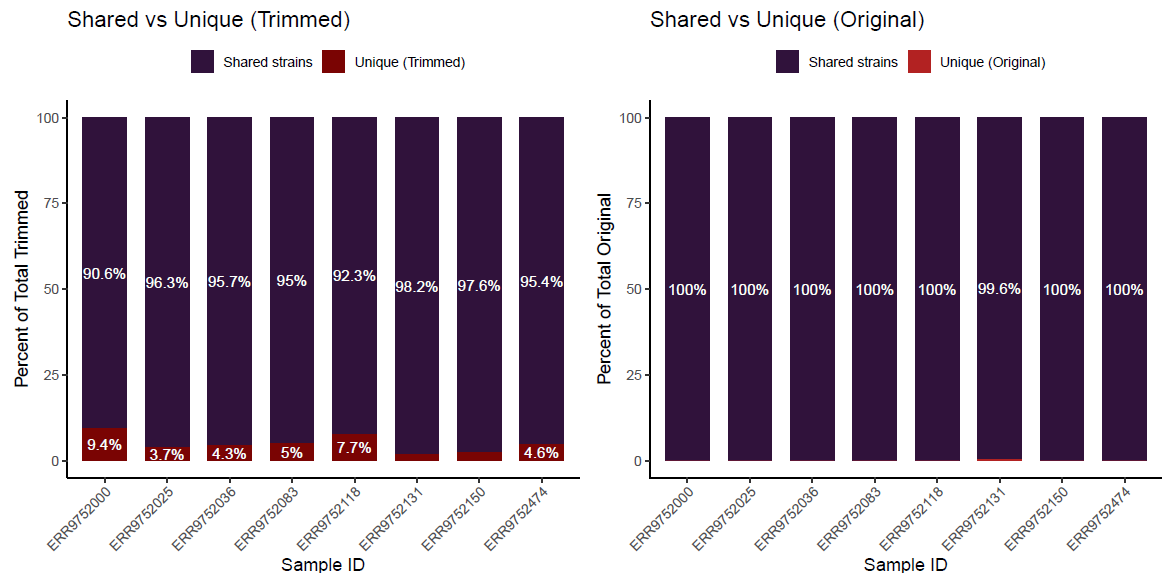 Shared vs Unique (Trimmed)
Shared strains
Unique (Trimmed)
Percent of Total Trimmed
100
75
50
25
0
90.6%
96.3%
95.7%
95%
92.3%
98.2%
97.6%
95.4%
9.4%
3.7%
4.3%
5%
7.7%
4.6%
ERR9752000
ERR9752025
ERR9752036
ERR9752083
ERR9752118
ERR9752131
ERR9752150
ERR9752474
Sample ID
Shared vs Unique (Original)
Shared strains
Unique (Original)
Percent of Total Original
100
75
50
25
0
100%
100%
100%
100%
100%
99.6%
100%
100%
ERR9752000
ERR9752025
ERR9752036
ERR9752083
ERR9752118
ERR9752131
ERR9752150
ERR9752474
Sample ID